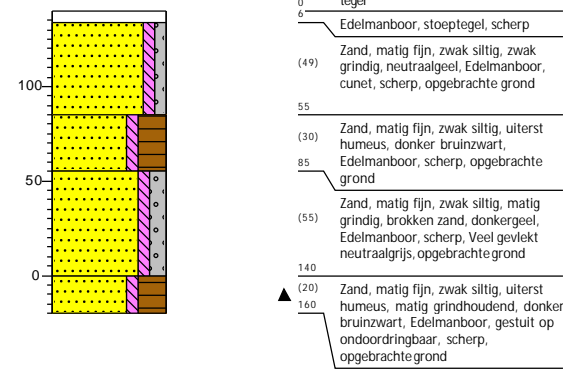 0 tegel
6
Edelmanboor, stoeptegel, scherp
(49)
Zand, matig fijn, zwak siltig, zwak
grindig, neutraalgeel, Edelmanboor,
cunet, scherp, opgebrachte grond
100
55
(30)
Zand, matig fijn, zwak siltig, uiterst
humeus, donker bruinzwart,
85
Edelmanboor, scherp, opgebrachte
grond
50
(55)
Zand, matig fijn, zwak siltig, matig
grindig, brokken zand, donkergeel,
Edelmanboor, scherp, Veel gevlekt
neutraalgrijs, opgebrachte grond
140
0
(20)
Zand, matig fijn, zwak siltig, uiterst
160
humeus, matig grindhoudend, donker
bruinzwart, Edelmanboor, gestuit op
ondoordringbaar, scherp,
opgebrachte grond